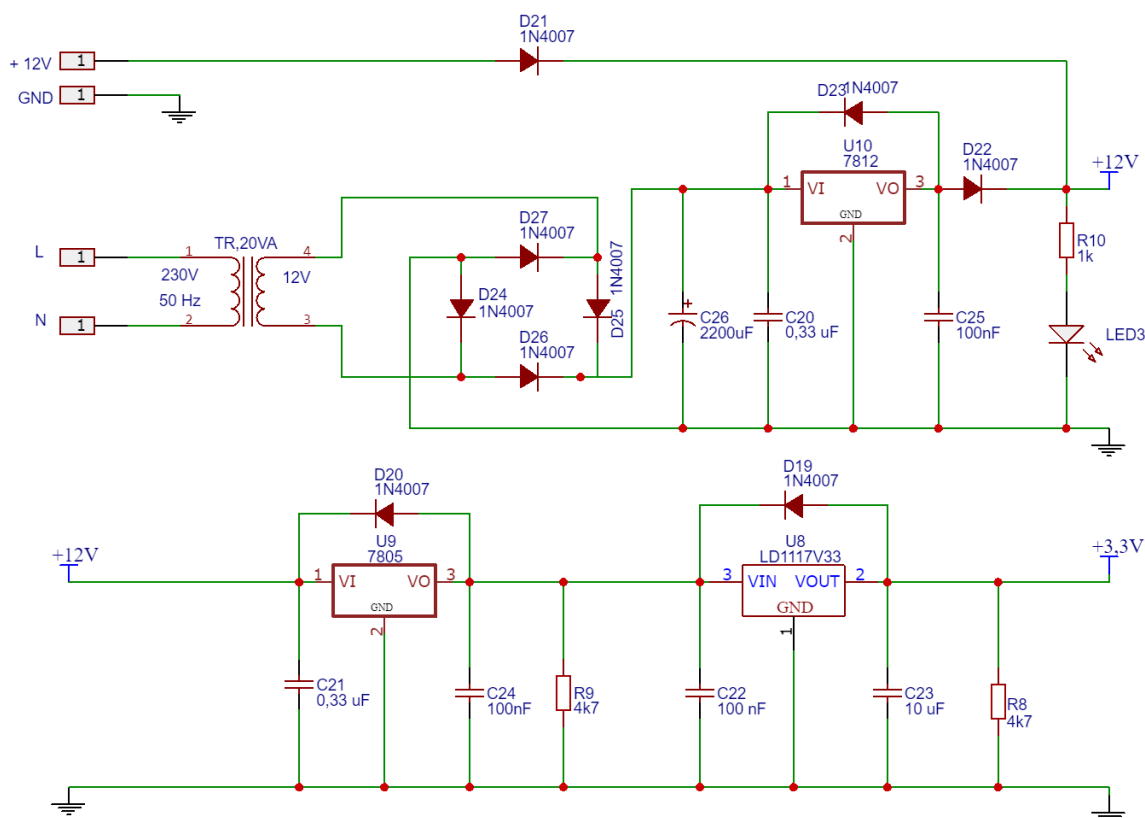 D21
1N4007
+ 12V
1
GND
1
D23
1N4007
U10
7812
1
VI
VO
3
GND
2
D22
1N4007
+12V
L
1
N
1
TR,20VA
1
4
230V
12V
50 Hz
2
3
D27
1N4007
D24
1N4007
D25
1N4007
D26
1N4007
C26
2200uF
C20
0,33 uF
C25
100nF
R10
1k
LED3
D20
1N4007
U9
7805
+12V
1
VI
VO
3
GND
2
D19
1N4007
U8
LD1117V33
3
VIN
VOUT
2
GND
1
+3,3V
C21
0,33 uF
C24
100nF
R9
4k7
C22
100 nF
C23
10 uF
R8
4k7